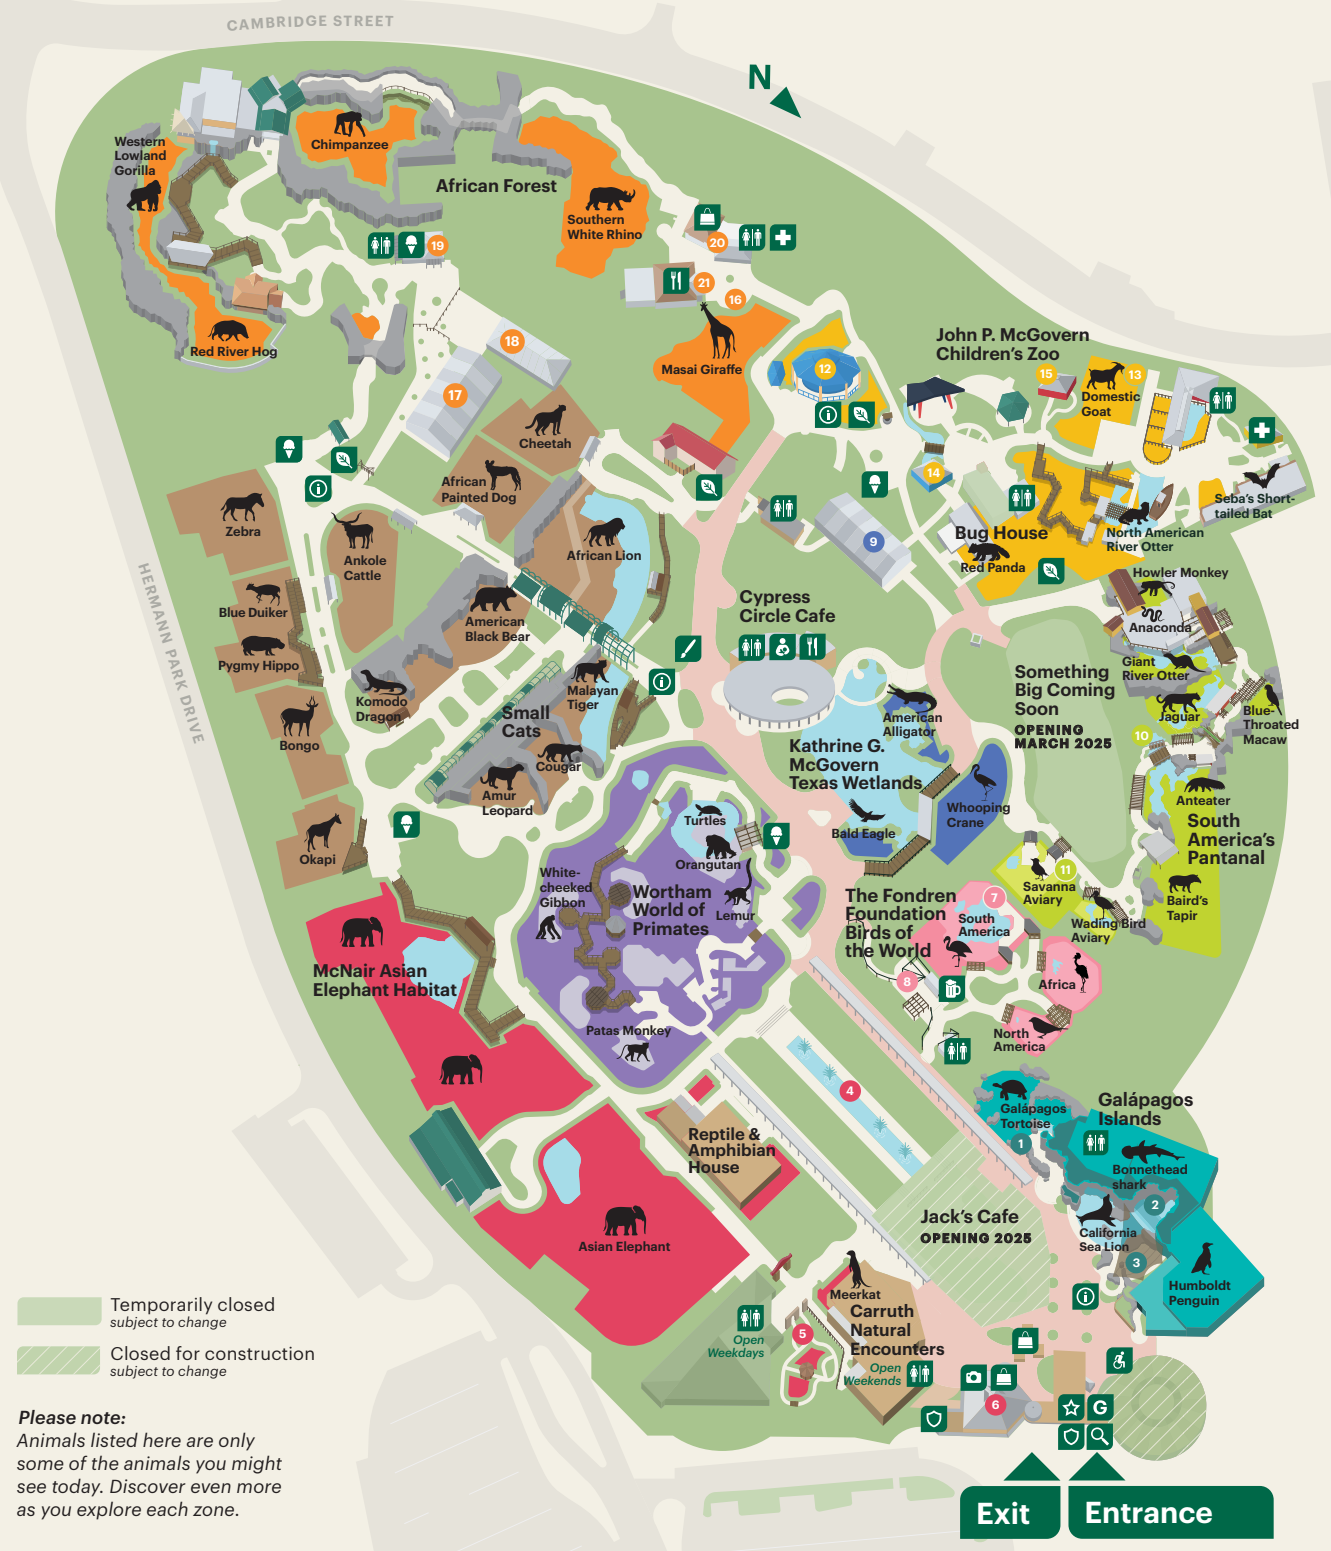 CAMBRIDGE STREET
N
Western
Lowland
Gorilla
Chimpanzee
African Forest
Southern
White Rhino
19
20
21
16
Red River Hog
18
17
Masai Giraffe
12
John P. McGovern
Children's Zoo
15
13
Domestic
Goat
Cheetah
African
Painted Dog
14
Seba's Short-
tailed Bat
Zebra
Ankole
Cattle
African Lion
9
Bug House
Red Panda
North American
River Otter
HERMANN PARK DRIVE
Blue Duiker
Pygmy Hippo
American
Black Bear
Cypress
Circle Cafe
Howler Monkey
Anaconda
Giant
River Otter
Jaguar
Blue-
Throated
Macaw
10
Komodo
Dragon
Malayan
Tiger
Small
Cats
Cougar
Amur
Leopard
Bongo
Something
Big Coming
Soon
OPENING
MARCH 2025
American
Alligator
Kathrine G.
McGovern
Texas Wetlands
Whooping
Crane
Bald Eagle
Anteater
South
America's
Pantanal
Okapi
Turtles
Orangutan
White-
cheeked
Gibbon
Wortham
World of
Primates
Lemur
Patas Monkey
11
Savanna
Aviary
Wading Bird
Aviary
Baird's
Tapir
The Fondren
Foundation
Birds of
the World
7
South
America
8
Africa
North
America
McNair Asian
Elephant Habitat
4
Galápagos
Islands
Galápagos
Tortoise
1
Bonnethead
shark
2
California
Sea Lion
3
Humboldt
Penguin
Reptile &
Amphibian
House
Jack's Cafe
OPENING 2025
Asian Elephant
Meerkat
Carruth
Natural
Encounters
Open
Weekdays
5
Open
Weekends
6
G
Temporarily closed
subject to change
Closed for construction
subject to change
Please note:
Animals listed here are only
some of the animals you might
see today. Discover even more
as you explore each zone.
Exit
Entrance